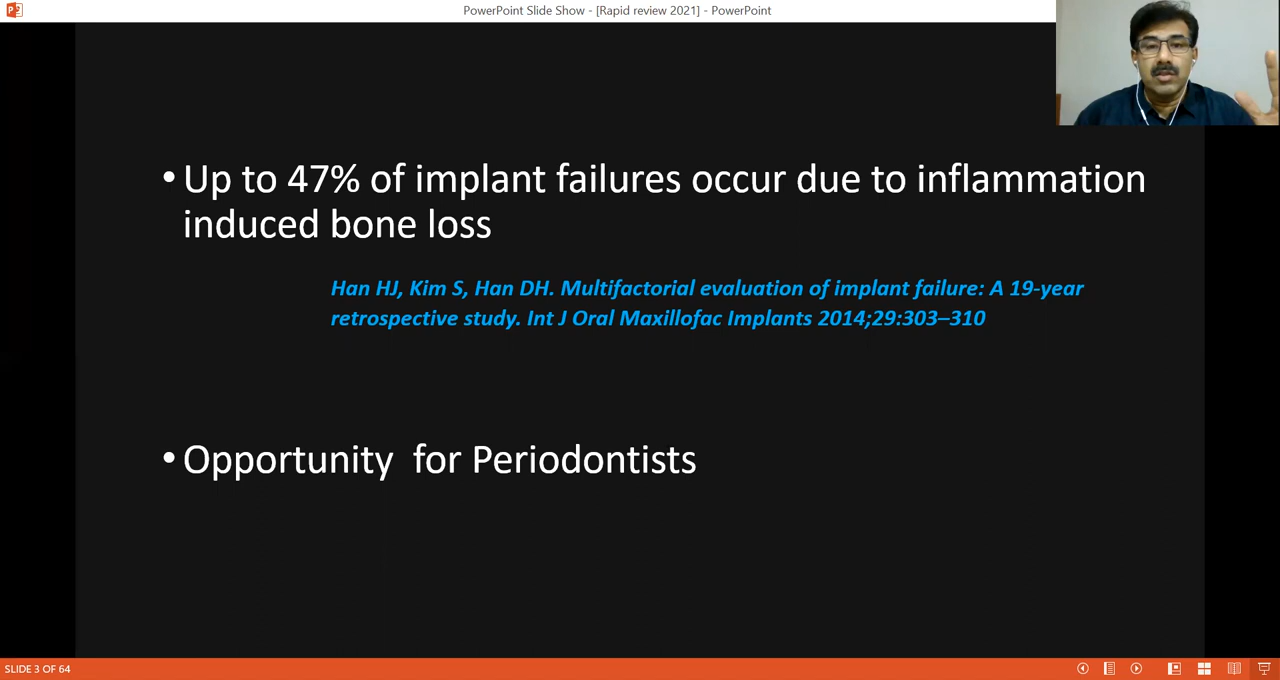 PowerPoint Slide Show - [Rapid review 2021] - PowerPoint
• Up to 47% of implant failures occur due to inflammation
induced bone loss
Han HJ, Kim S, Han DH. Multifactorial evaluation of implant failure: A 19-year
retrospective study. Int J Oral Maxillofac Implants 2014;29:303–310
• Opportunity  for Periodontists
SLIDE 3 OF 64